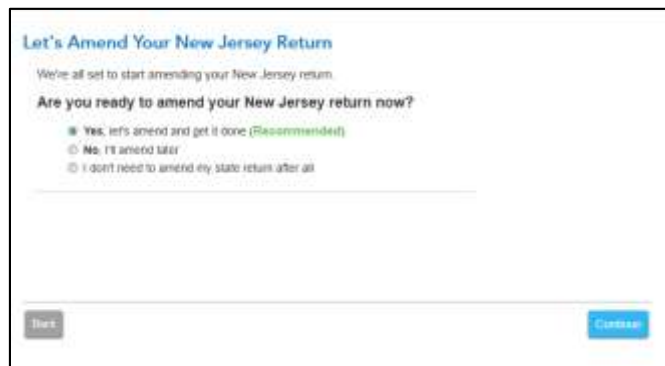 Let's Amend Your New Jersey Return
We're all set to start amending your New Jersey return.
Are you ready to amend your New Jersey return now?
Yes, let's amend and get it done (Recommended)
No, I'll amend later
I don't need to amend my state return after all
Back
Continue